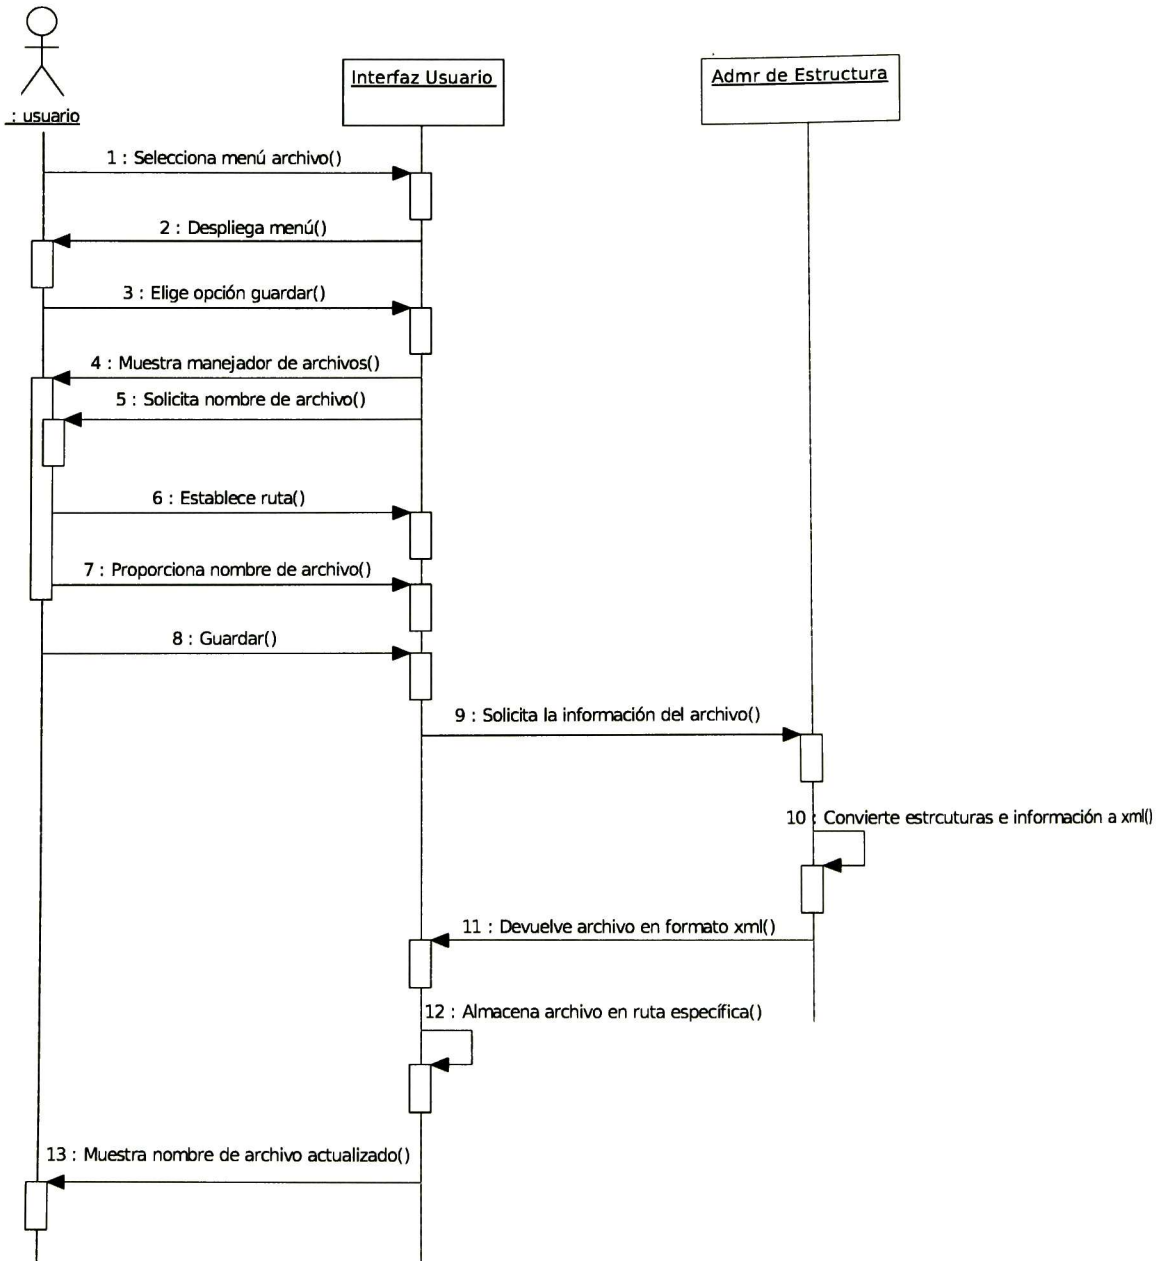 : usuario
Interfaz Usuario
Admr de Estructura
1 : Selecciona menú archivo()
2 : Despliega menú()
3 : Elige opción guardar()
4 : Muestra manejador de archivos()
5 : Solicita nombre de archivo()
6 : Establece ruta()
7 : Proporciona nombre de archivo()
8 : Guardar()
9 : Solicita la información del archivo()
10 : Convierte estrcuturas e información a xml()
11 : Devuelve archivo en formato xml()
12 : Almacena archivo en ruta específica()
13 : Muestra nombre de archivo actualizado()